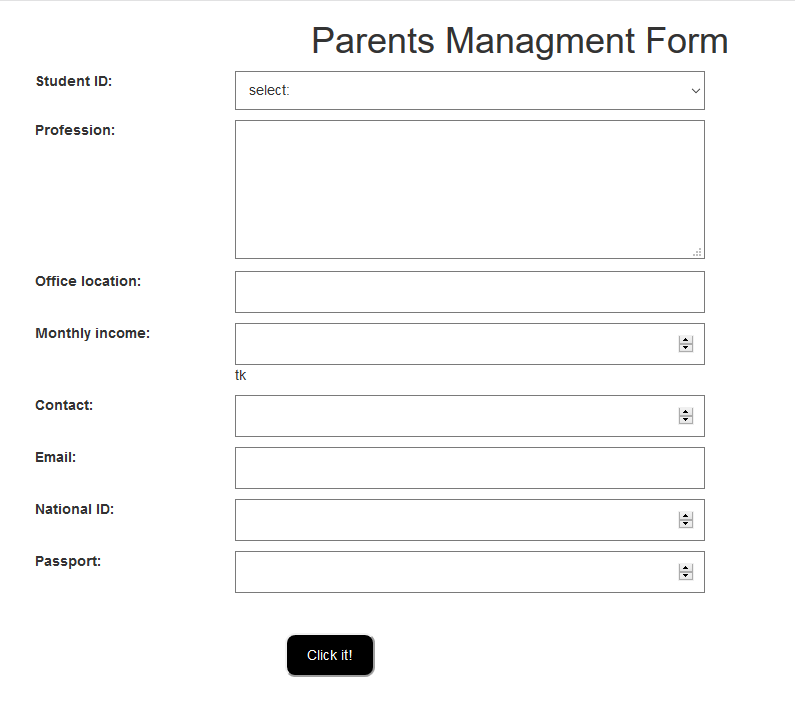 Parents Managment Form
Student ID:
select:
Profession:
Office location:
Monthly income:
tk
Contact:
Email:
National ID:
Passport:
Click it!